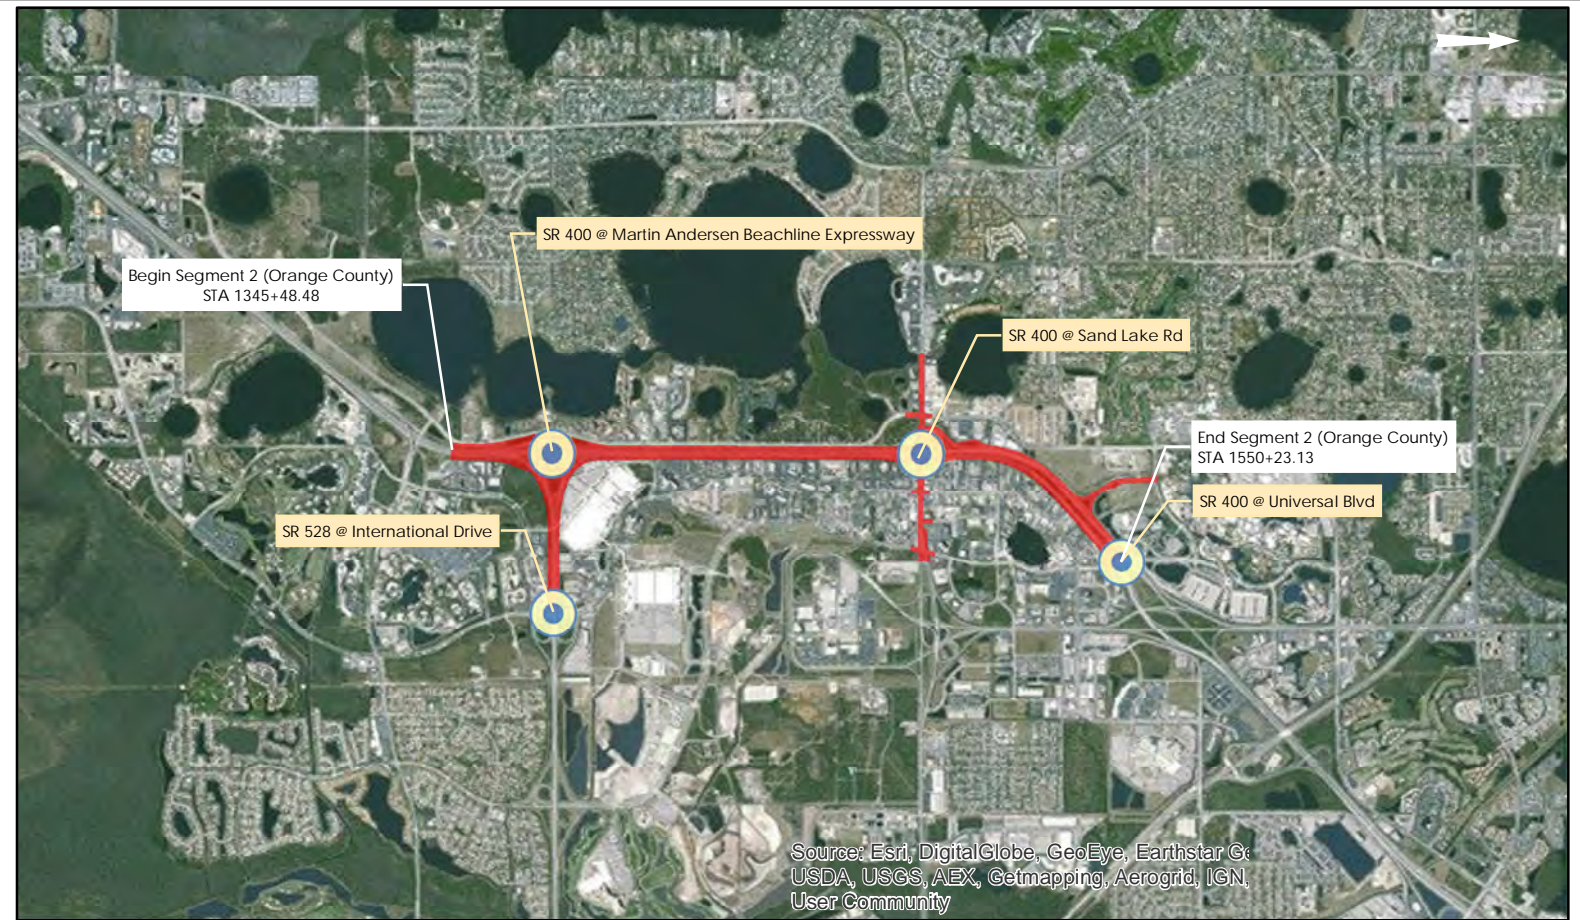 SR 400 @ Martin Andersen Beachline Expressway
Begin Segment 2 (Orange County)
STA 1345+48.48
SR 400 @ Sand Lake Rd
End Segment 2 (Orange County)
STA 1550+23.13
SR 400 @ Universal Blvd
SR 528 @ International Drive
Source: Esri, DigitalGlobe, GeoEye, Earthstar Ge
USDA, USGS, AEX, Getmapping, Aerogrid, IGN,
User Community